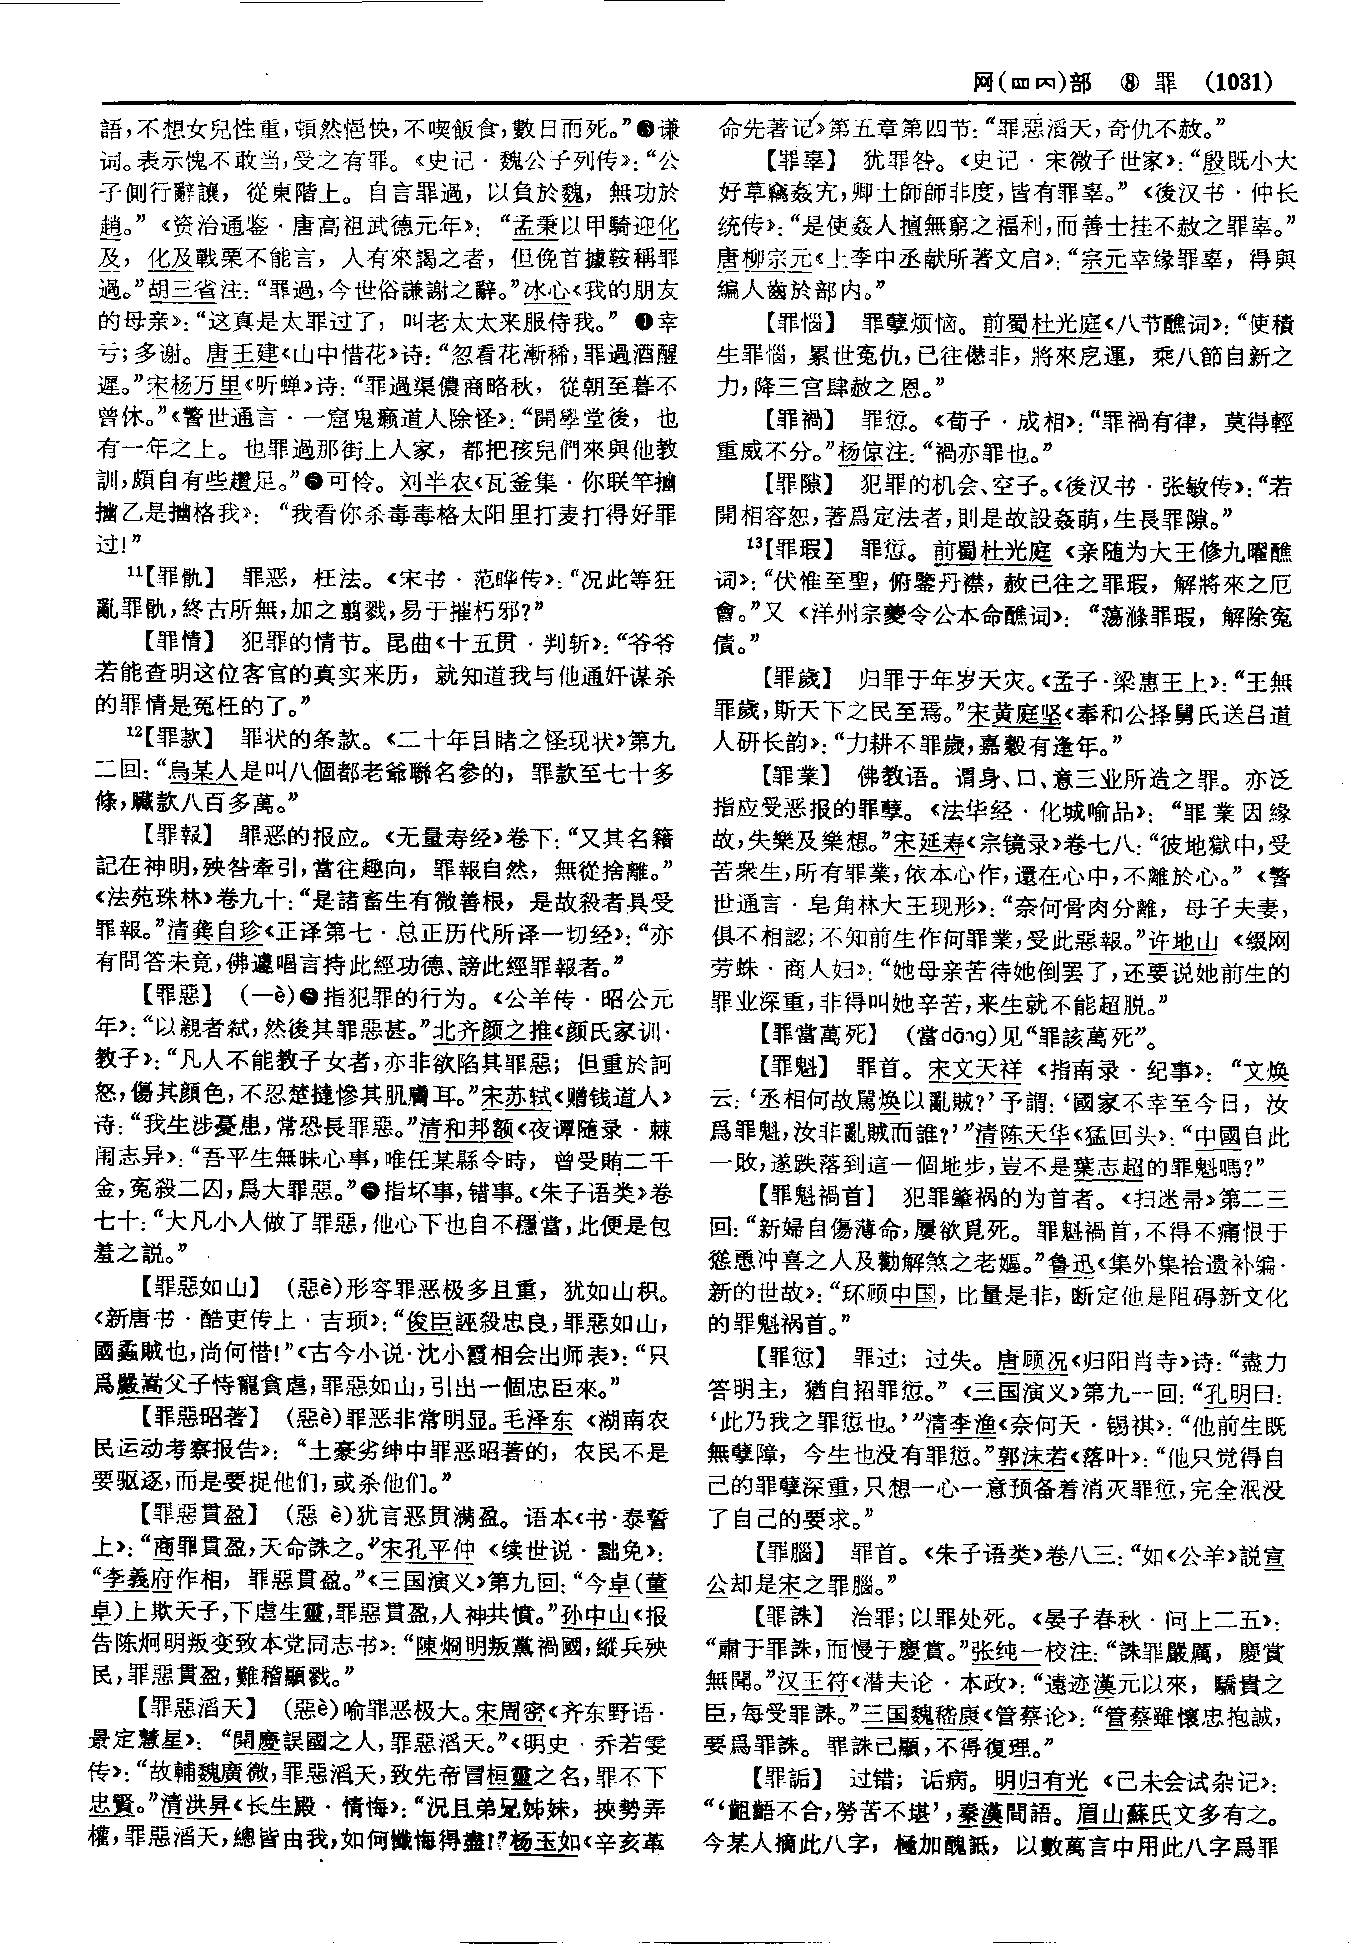 网(罒㓁)部 ⑧ 罪 (1031)
語,不想女兒性重,頓然悒怏,不喫飯食,數日而死。”❸谦
词。表示愧不敢当,受之有罪。《史记·魏公子列传》:“公
子側行辭讓，從東階上。自言罪過，以負於魏，無功於
趙。”《资治通鉴·唐高祖武德元年》：“孟秉以甲騎迎化
及，化及戰栗不能言，人有來謁之者，但俛首據鞍稱罪
過。”胡三省注:“罪過,今世俗謙謝之辭。”冰心《我的朋友
的母亲》:“这真是太罪过了，叫老太太来服侍我。”❹幸
亏;多谢。唐王建《山中惜花》诗:“忽看花漸稀,罪過酒醒
遲。”宋杨万里《听蝉》诗:“罪過渠儂商略秋，從朝至暮不
曾休。”《警世通言·一窟鬼癞道人除怪》:“開學堂後，也
有一年之上。也罪過那街上人家，都把孩兒們來與他教
訓,頗自有些趲足。”❺可怜。刘半农《瓦釜集·你联竿㧐㧐
乙是㧐格我》：“我看你杀毒毒格太阳里打麦打得好罪
过!”
11【罪骫】 罪恶，枉法。《宋书·范晔传》:“况此等狂
亂罪骫,終古所無,加之翦戮,易于摧朽邪?”
【罪情】 犯罪的情节。昆曲《十五贯·判斩》:“爷爷
若能查明这位客官的真实来历，就知道我与他通奸谋杀
的罪情是冤枉的了。”
12【罪款】 罪状的条款。《二十年目睹之怪现状》第九
二回:“烏某人是叫八個都老爺聯名參的，罪款至七十多
條,臟款八百多萬。”
【罪報】 罪恶的报应。《无量寿经》卷下:“又其名籍
記在神明,殃咎牽引,當往趣向，罪報自然，無從捨離。”
《法苑珠林》卷九十:“是諸畜生有微善根，是故殺者具受
罪報。”清龚自珍《正译第七·总正历代所译一切经》:“亦
有問答未竟,佛遽唱言持此經功德、謗此經罪報者。”
【罪惡】 (—è)❶指犯罪的行为。《公羊传·昭公元
年》:“以親者弑,然後其罪惡甚。”北齐颜之推《颜氏家训·
教子》:“凡人不能教子女者,亦非欲陷其罪惡；但重於訶
怒,傷其顔色,不忍楚撻慘其肌膚耳。”宋苏轼《赠钱道人》
诗:“我生涉憂患,常恐長罪惡。”清和邦额《夜谭随录·棘
闱志异》:“吾平生無昧心事,唯任某縣令時，曾受賄二千
金,冤殺二囚,爲大罪惡。”❷指坏事,错事。《朱子语类》卷
七十:“大凡小人做了罪惡,他心下也自不穩當,此便是包
羞之説。”
【罪惡如山】 (惡è)形容罪恶极多且重，犹如山积。
《新唐书·酷吏传上·吉顼》:“俊臣誣殺忠良,罪惡如山,
國蟊賊也,尚何惜!”《古今小说·沈小霞相会出师表》:“只
爲嚴嵩父子恃寵貪虐,罪惡如山,引出一個忠臣來。”
【罪惡昭著】 (惡è)罪恶非常明显。毛泽东《湖南农
民运动考察报告》：“土豪劣绅中罪恶昭著的，农民不是
要驱逐,而是要捉他们,或杀他们。”
【罪惡貫盈】 (惡 è)犹言恶贯满盈。语本《书·泰誓
上》:“商罪貫盈,天命誅之。”宋孔平仲《续世说·黜免》:
“李義府作相，罪惡貫盈。”《三国演义》第九回:“今卓(董
卓)上欺天子,下虐生靈,罪惡貫盈,人神共憤。”孙中山《报
告陈炯明叛变致本党同志书》:“陳炯明叛黨禍國,縱兵殃
民,罪惡貫盈,難稽顯戮。”
【罪惡滔天】 (惡è)喻罪恶极大。宋周密《齐东野语·
景定慧星》：“開慶誤國之人,罪惡滔天。”《明史·乔若雯
传》:“故輔魏廣微,罪惡滔天,致先帝冒桓靈之名,罪不下
忠賢。”清洪昇《长生殿·情悔》:“況且弟兄姊妹，挾勢弄
權,罪惡滔天,總皆由我,如何懺悔得盡!”杨玉如《辛亥革
命先著记》第五章第四节:“罪惡滔天,奇仇不赦。”
【罪辜】 犹罪咎。《史记·宋微子世家》:“殷既小大
好草竊姦宄,卿士師師非度,皆有罪辜。”《後汉书·仲长
统传》:“是使姦人擅無窮之福利,而善士挂不赦之罪辜。”
唐柳宗元《上李中丞献所著文启》:“宗元幸缘罪辜，得與
編人齒於部内。”
【罪惱】 罪孽烦恼。前蜀杜光庭《八节醮词》:“使積
生罪惱，累世冤仇,已往僽非，將來戹運，乘八節自新之
力,降三宫肆赦之恩。”
【罪禍】 罪愆。《荀子·成相》:“罪禍有律，莫得輕
重威不分。”杨倞注:“禍亦罪也。”
【罪隙】 犯罪的机会、空子。《後汉书·张敏传》:“若
開相容恕,著爲定法者,則是故設姦萌,生長罪隙。”
13【罪瑕】 罪愆。前蜀杜光庭《亲随为大王修九曜醮
词》:“伏惟至聖，俯鑒丹襟，赦已往之罪瑕，解將來之厄
會。”又《洋州宗夔令公本命醮词》：“蕩滌罪瑕，解除冤
債。”
【罪歲】 归罪于年岁天灾。《孟子·梁惠王上》:“王無
罪歲,斯天下之民至焉。”宋黄庭坚《奉和公择舅氏送吕道
人研长韵》:“力耕不罪歲,嘉穀有逢年。”
【罪業】 佛教语。谓身、口、意三业所造之罪。亦泛
指应受恶报的罪孽。《法华经·化城喻品》：“罪業因緣
故,失樂及樂想。”宋延寿《宗镜录》卷七八:“彼地獄中,受
苦衆生,所有罪業,依本心作,還在心中,不離於心。”《警
世通言·皂角林大王现形》:“奈何骨肉分離，母子夫妻,
俱不相認;不知前生作何罪業,受此惡報。”许地山《缀网
劳蛛·商人妇》:“她母亲苦待她倒罢了,还要说她前生的
罪业深重,非得叫她辛苦,来生就不能超脱。”
【罪當萬死】 (當dāng)见“罪該萬死”。
【罪魁】 罪首。宋文天祥《指南录·纪事》：“文焕
云:‘丞相何故罵焕以亂賊?’予謂:‘國家不幸至今日，汝
爲罪魁,汝非亂賊而誰?’”清陈天华《猛回头》:“中國自此
一敗,遂跌落到這一個地步,豈不是葉志超的罪魁嗎?”
【罪魁禍首】 犯罪肇祸的为首者。《扫迷帚》第二三
回:“新婦自傷薄命,屢欲覓死。罪魁禍首,不得不痛恨于
慫恿冲喜之人及勸解煞之老嫗。”鲁迅《集外集拾遗补编·
新的世故》:“环顾中国，比量是非，断定他是阻碍新文化
的罪魁祸首。”
【罪愆】 罪过；过失。唐顾况《归阳肖寺》诗:“盡力
答明主，猶自招罪愆。”《三国演义》第九一回:“孔明曰:
‘此乃我之罪愆也。’”清李渔《奈何天·锡祺》:“他前生既
無孽障，今生也没有罪愆。”郭沫若《落叶》:“他只觉得自
己的罪孽深重,只想一心一意预备着消灭罪愆,完全泯没
了自己的要求。”
【罪腦】 罪首。《朱子语类》卷八三:“如《公羊》説宣
公却是宋之罪腦。”
【罪誅】 治罪;以罪处死。《晏子春秋·问上二五》:
“肅于罪誅,而慢于慶賞。”张纯一校注:“誅罪嚴厲，慶賞
無聞。”汉王符《潜夫论·本政》:“遠迹漢元以來，驕貴之
臣,每受罪誅。”三国魏嵇康《管蔡论》:“管蔡雖懷忠抱誠，
要爲罪誅。罪誅已顯,不得復理。”
【罪詬】 过错；诟病。明归有光《己未会试杂记》:
“‘齟齬不合,勞苦不堪’,秦漢間語。眉山蘇氏文多有之。
今某人摘此八字，極加醜詆，以數萬言中用此八字爲罪